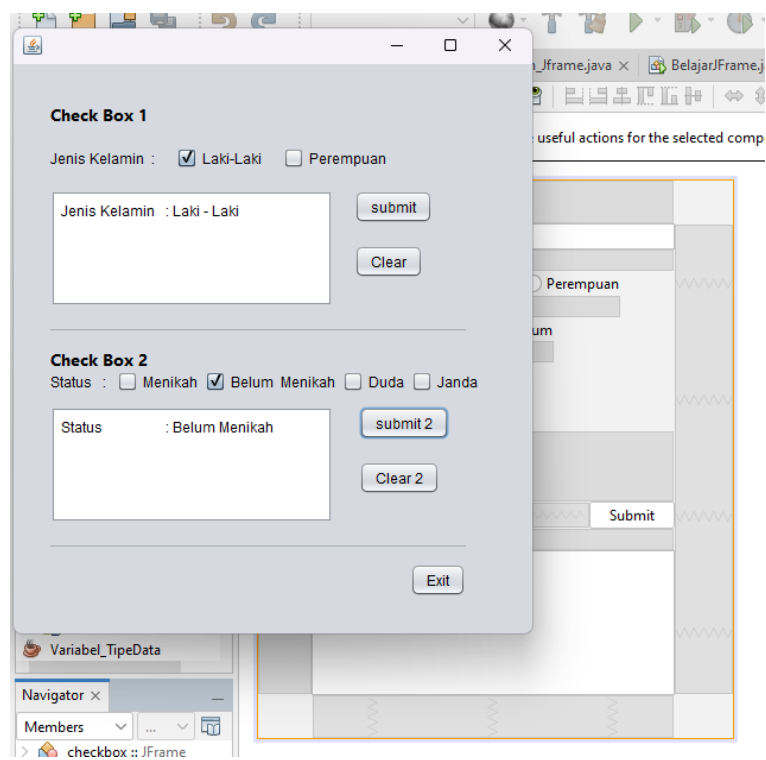 _Jframe.java
BelajarJFrame.j
useful actions for the selected comp
Check Box 1
Jenis Kelamin : Laki-Laki Perempuan
Jenis Kelamin : Laki - Laki
submit
Clear
Check Box 2
Status : Menikah Belum Menikah Duda Janda
Status : Belum Menikah
submit 2
Clear 2
Exit
Perempuan
um
Submit
Variabel_TipeData
Navigator
Members
...
checkbox :: JFrame